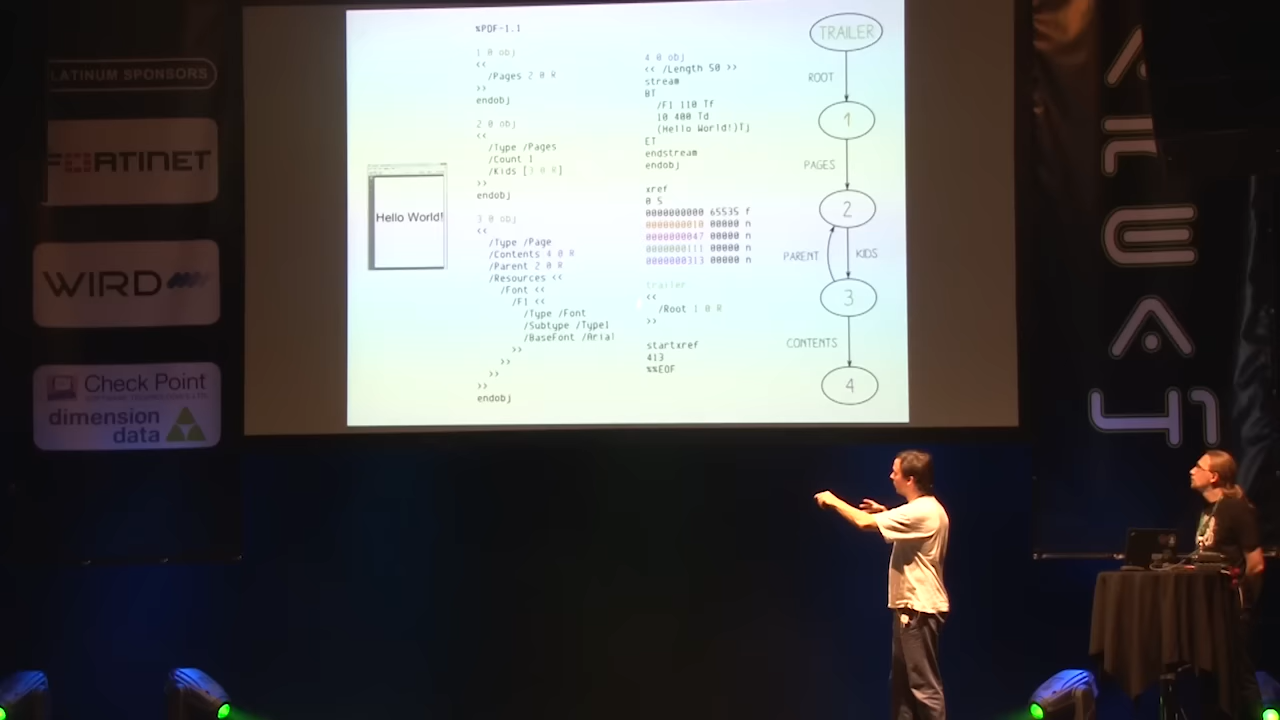 PLATINUM SPONSORS
FORTINET
WIRD
Check Point
SOFTWARE TECHNOLOGIES LTD.
dimension
data
Hello World!
%PDF-1.1
1 0 obj
<<
/Pages 2 0 R
>>
endobj
2 0 obj
<<
/Type /Pages
/Count 1
/Kids [3 0 R]
>>
endobj
3 0 obj
<<
/Type /Page
/Contents 4 0 R
/Parent 2 0 R
/Resources <<
/Font <<
/F1 <<
/Type /Font
/Subtype /Type1
/BaseFont /Arial
>>
>>
>>
>>
endobj
4 0 obj
<< /Length 50 >>
stream
BT
/F1 110 Tf
10 400 Td
(Hello World!)Tj
ET
endstream
endobj
xref
0 5
0000000000 65535 f
0000000010 00000 n
0000000047 00000 n
0000000111 00000 n
0000000313 00000 n
trailer
<<
/Root 1 0 R
>>
startxref
413
%%EOF
TRAILER
ROOT
1
PAGES
2
PARENT
KIDS
3
CONTENTS
4
AREA
41